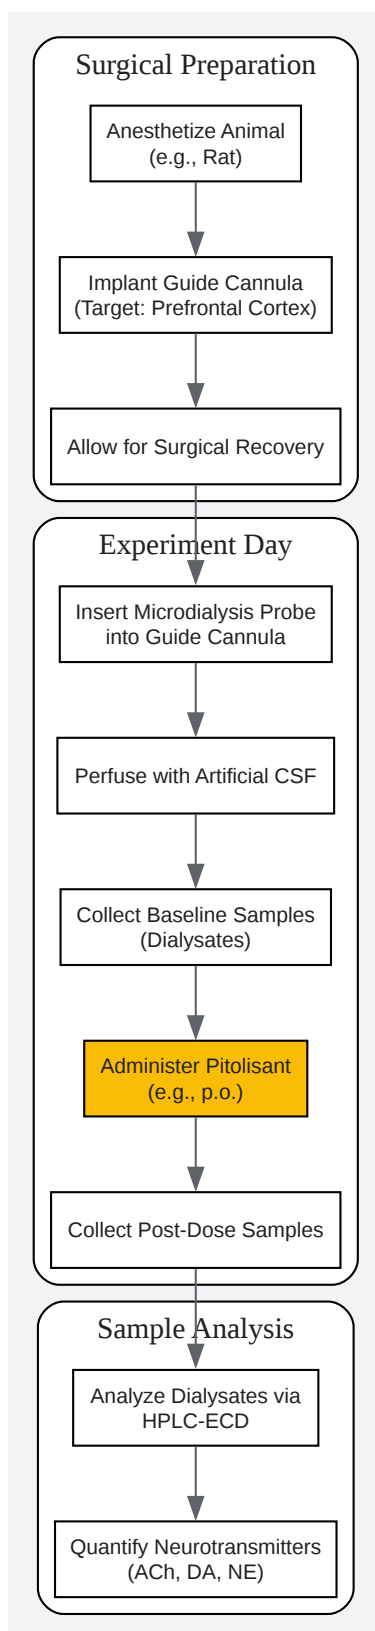 Surgical Preparation
Anesthetize Animal
(e.g., Rat)
Implant Guide Cannula
(Target: Prefrontal Cortex)
Allow for Surgical Recovery
Experiment Day
Insert Microdialysis Probe
into Guide Cannula
Perfuse with Artificial CSF
Collect Baseline Samples
(Dialysates)
Administer Pitolisant
(e.g., p.o.)
Collect Post-Dose Samples
Sample Analysis
Analyze Dialysates via
HPLC-ECD
Quantify Neurotransmitters
(ACh, DA, NE)